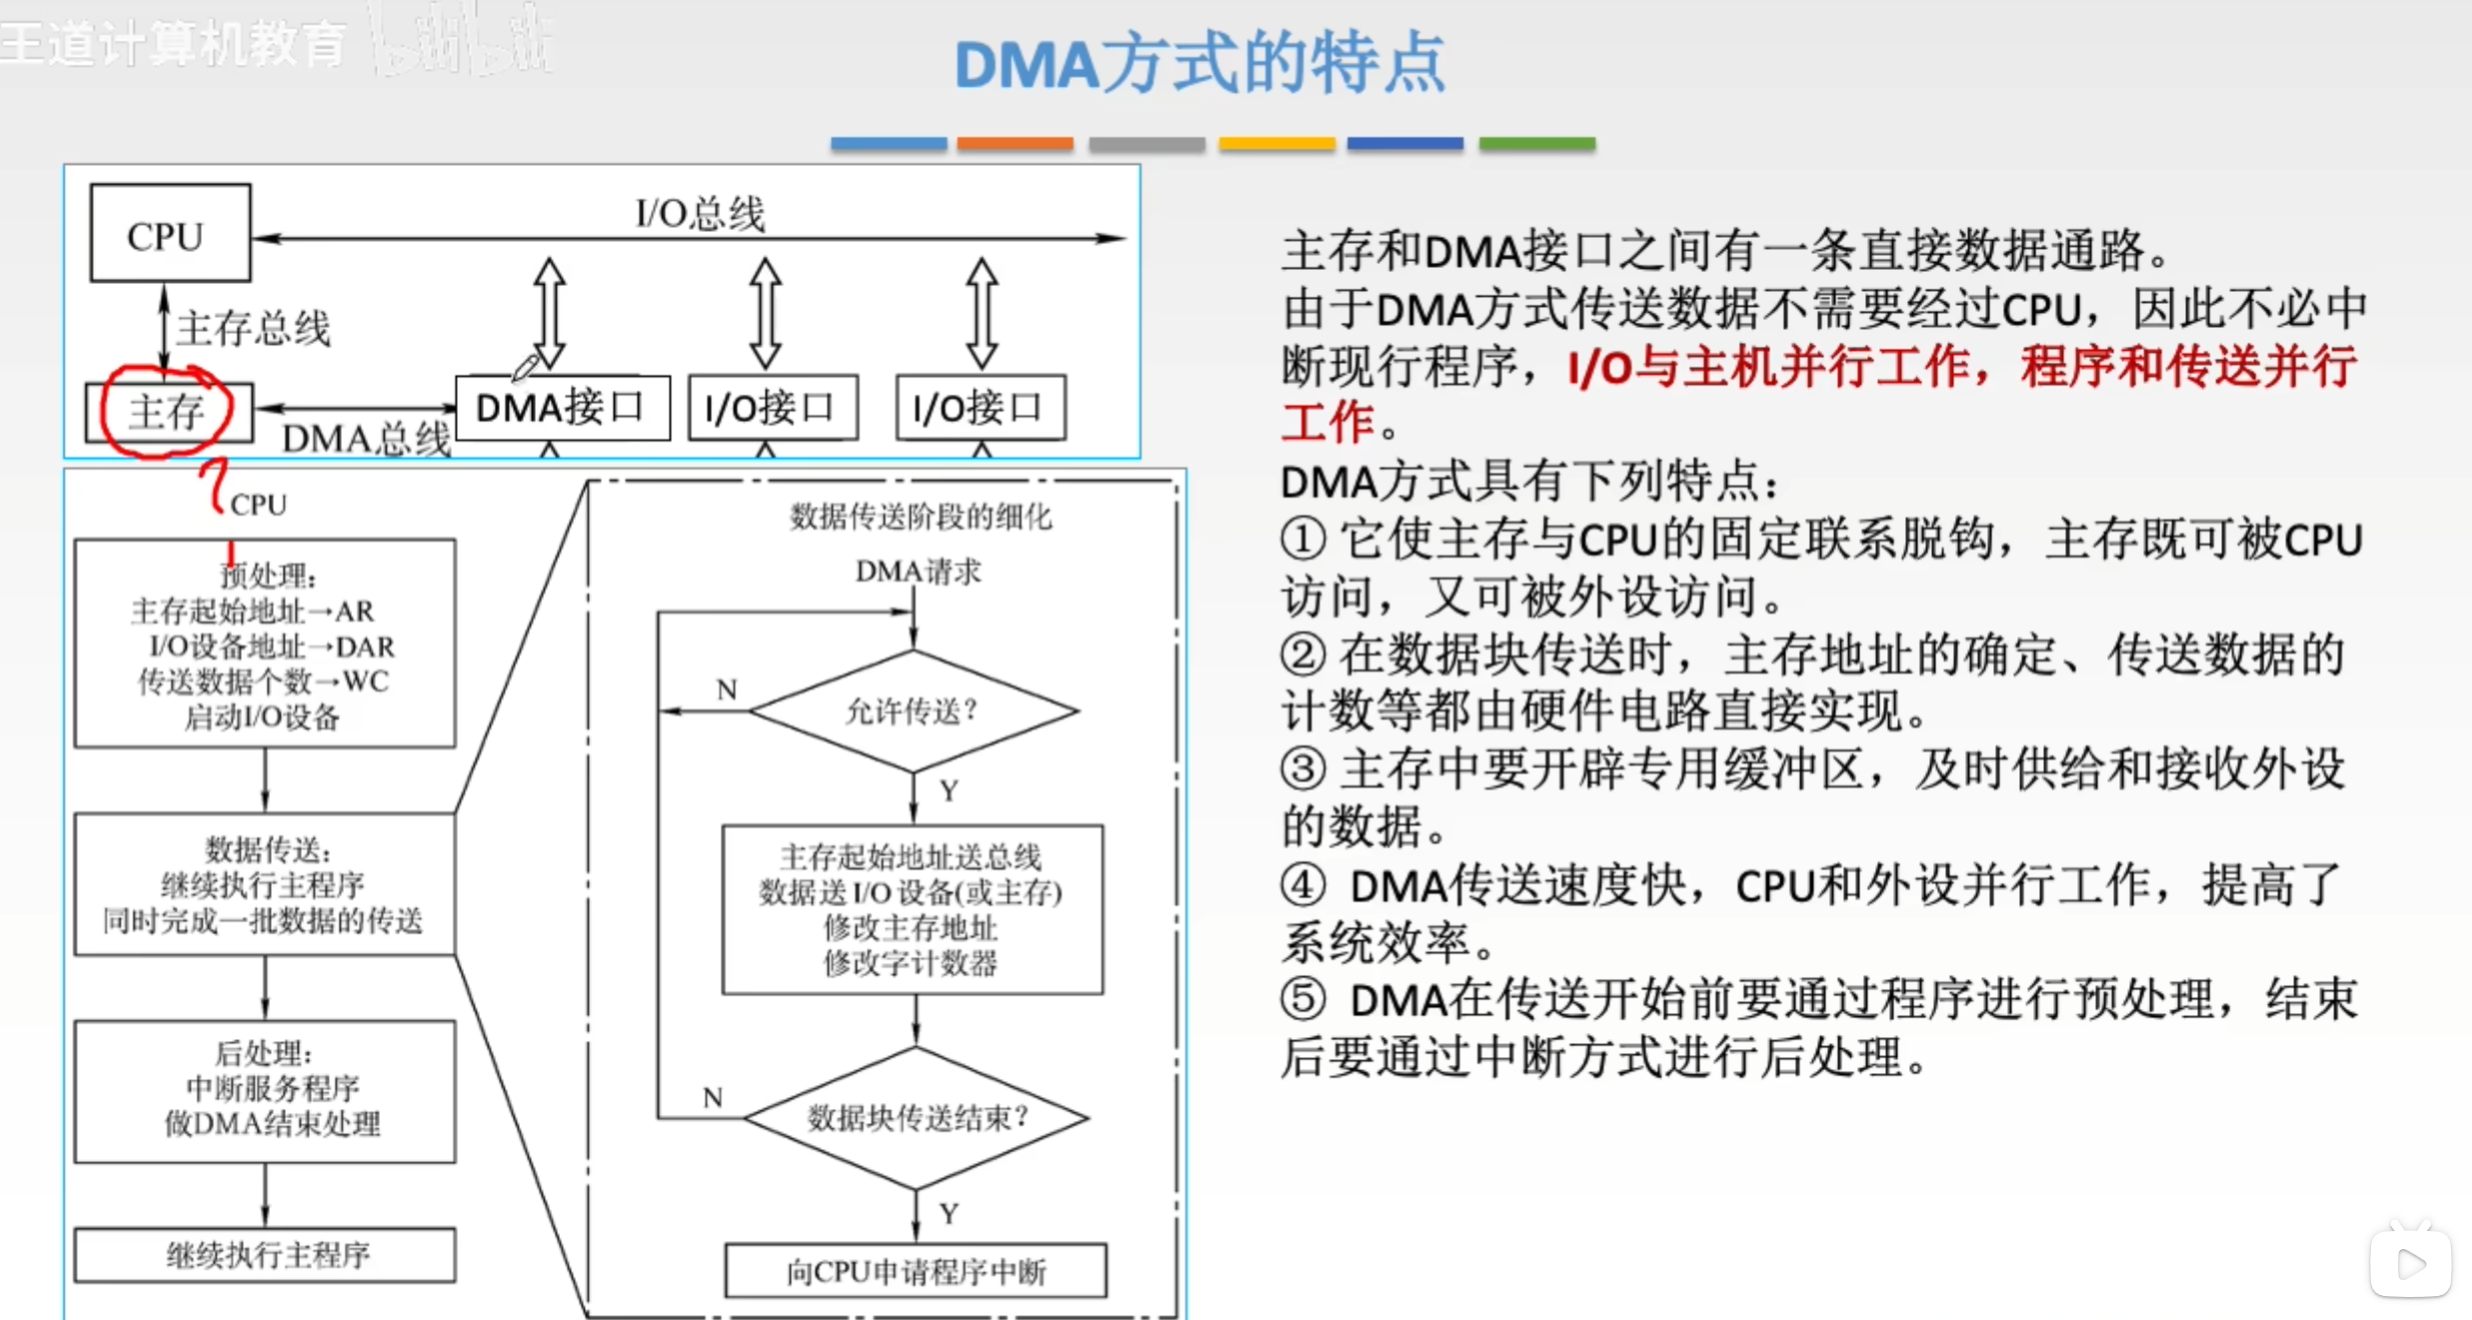 王道计算机教育 bilibili
DMA方式的特点
CPU
I/O总线
主存总线
主存
DMA总线
DMA接口
I/O接口
I/O接口
CPU
预处理：
主存起始地址→AR
I/O设备地址→DAR
传送数据个数→WC
启动I/O设备
数据传送：
继续执行主程序
同时完成一批数据的传送
后处理：
中断服务程序
做DMA结束处理
继续执行主程序
数据传送阶段的细化
DMA请求
允许传送？
N
Y
主存起始地址送总线
数据送 I/O 设备(或主存)
修改主存地址
修改字计数器
数据块传送结束？
N
Y
向CPU申请程序中断
主存和DMA接口之间有一条直接数据通路。
由于DMA方式传送数据不需要经过CPU，因此不必中
断现行程序，I/O与主机并行工作，程序和传送并行
工作。
DMA方式具有下列特点：
① 它使主存与CPU的固定联系脱钩，主存既可被CPU
访问，又可被外设访问。
② 在数据块传送时，主存地址的确定、传送数据的
计数等都由硬件电路直接实现。
③ 主存中要开辟专用缓冲区，及时供给和接收外设
的数据。
④ DMA传送速度快，CPU和外设并行工作，提高了
系统效率。
⑤ DMA在传送开始前要通过程序进行预处理，结束
后要通过中断方式进行后处理。